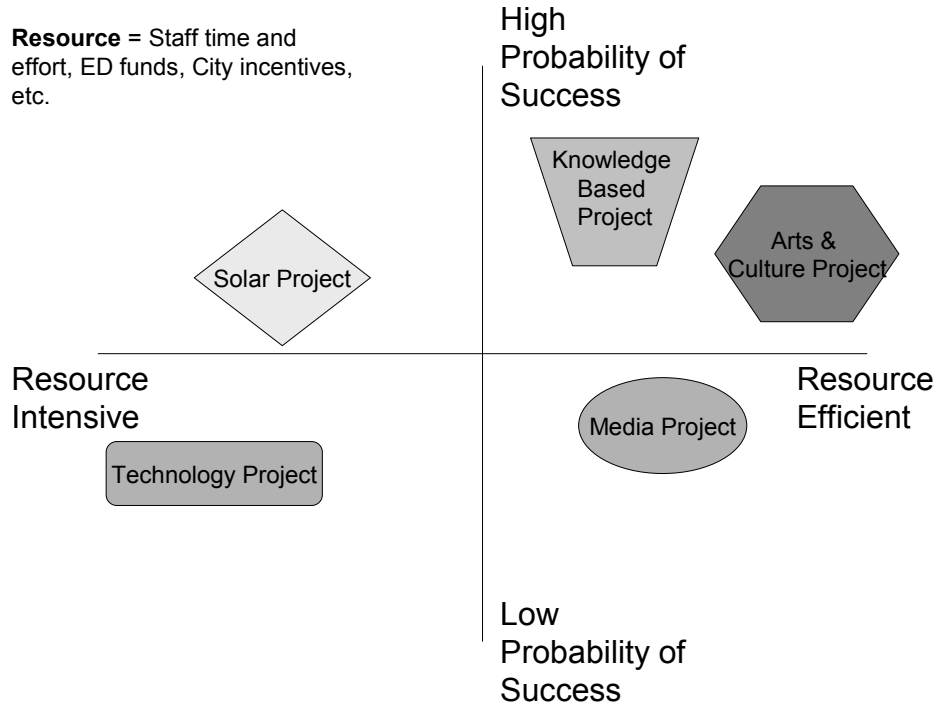 Resource = Staff time and
effort, ED funds, City incentives,
etc.
High
Probability of
Success
Knowledge
Based
Project
Arts &
Culture Project
Solar Project
Resource
Intensive
Resource
Efficient
Media Project
Technology Project
Low
Probability of
Success